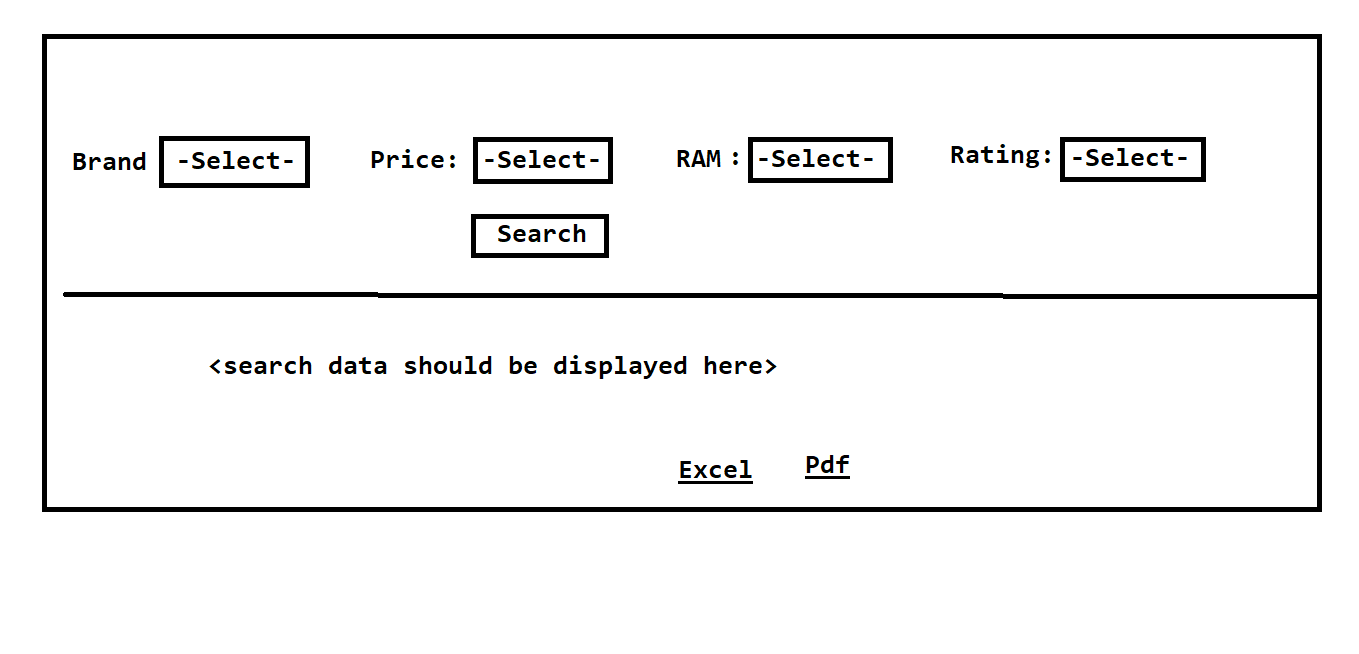 Brand -Select- Price: -Select- RAM : -Select- Rating: -Select-
Search
<search data should be displayed here>
Excel Pdf